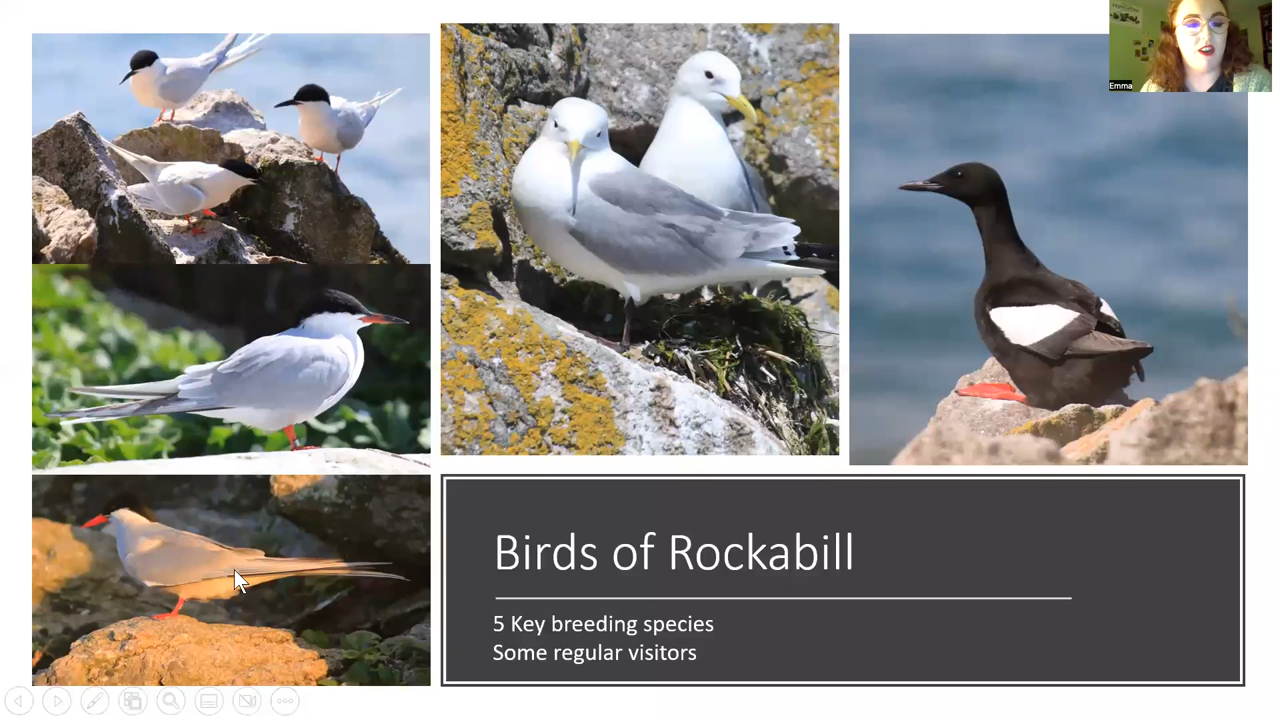 Emma
Birds of Rockabill
5 Key breeding species
Some regular visitors